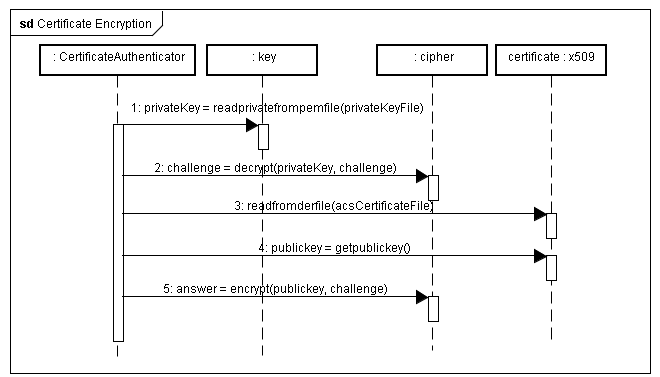 sd Certificate Encryption
: CertificateAuthenticator
: key
: cipher
certificate : x509
1: privateKey = readprivatefrompemfile(privateKeyFile)
2: challenge = decrypt(privateKey, challenge)
3: readfromderfile(acsCertificateFile)
4: publickey = getpublickey()
5: answer = encrypt(publickey, challenge)